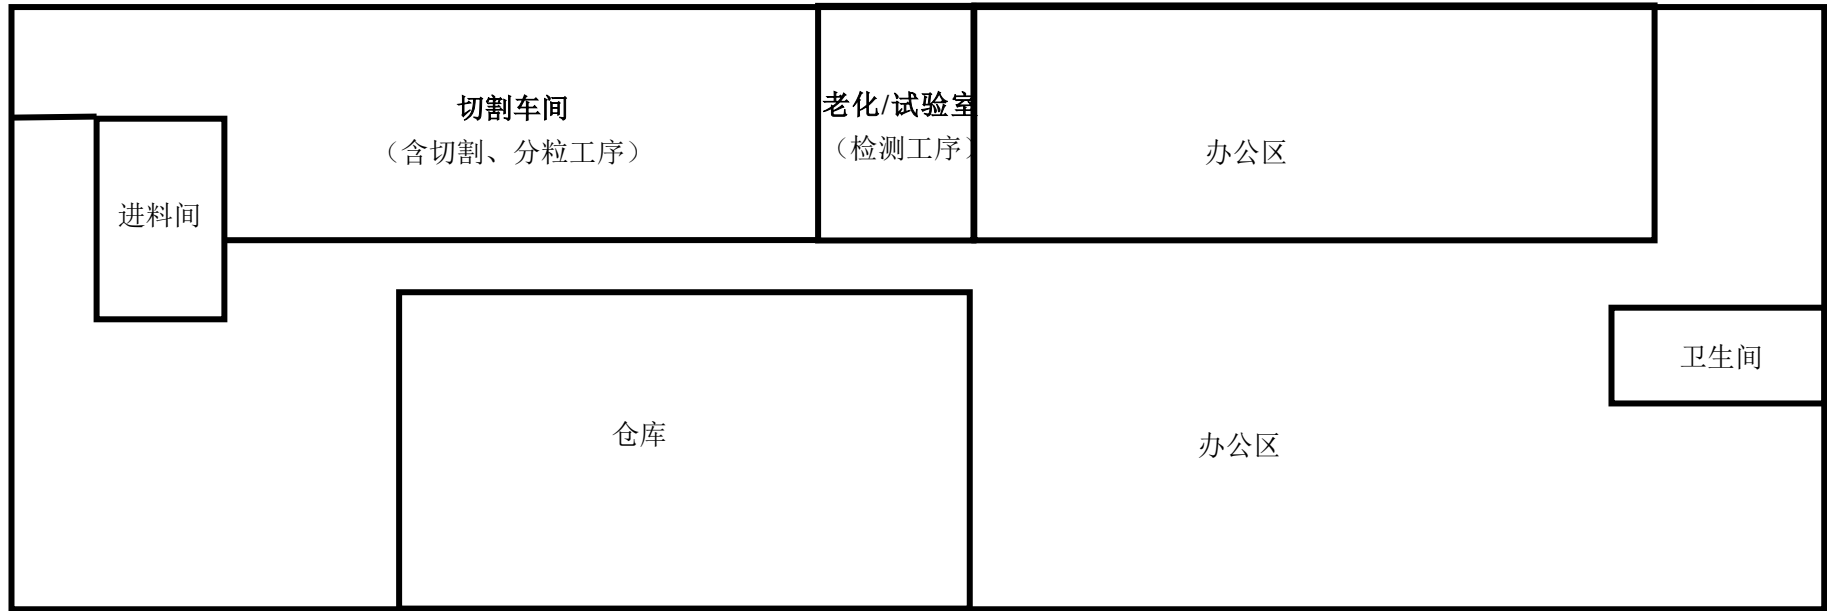 切割车间
（含切割、分粒工序）
老化/试验室
（检测工序）
办公区
进料间
卫生间
仓库
办公区